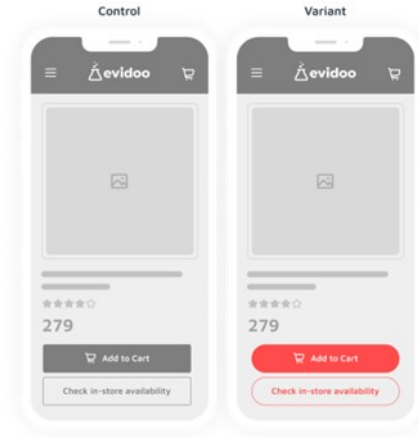 Control
Variant
evidoo
279
Add to Cart
Check in-store availability
evidoo
279
Add to Cart
Check in-store availability